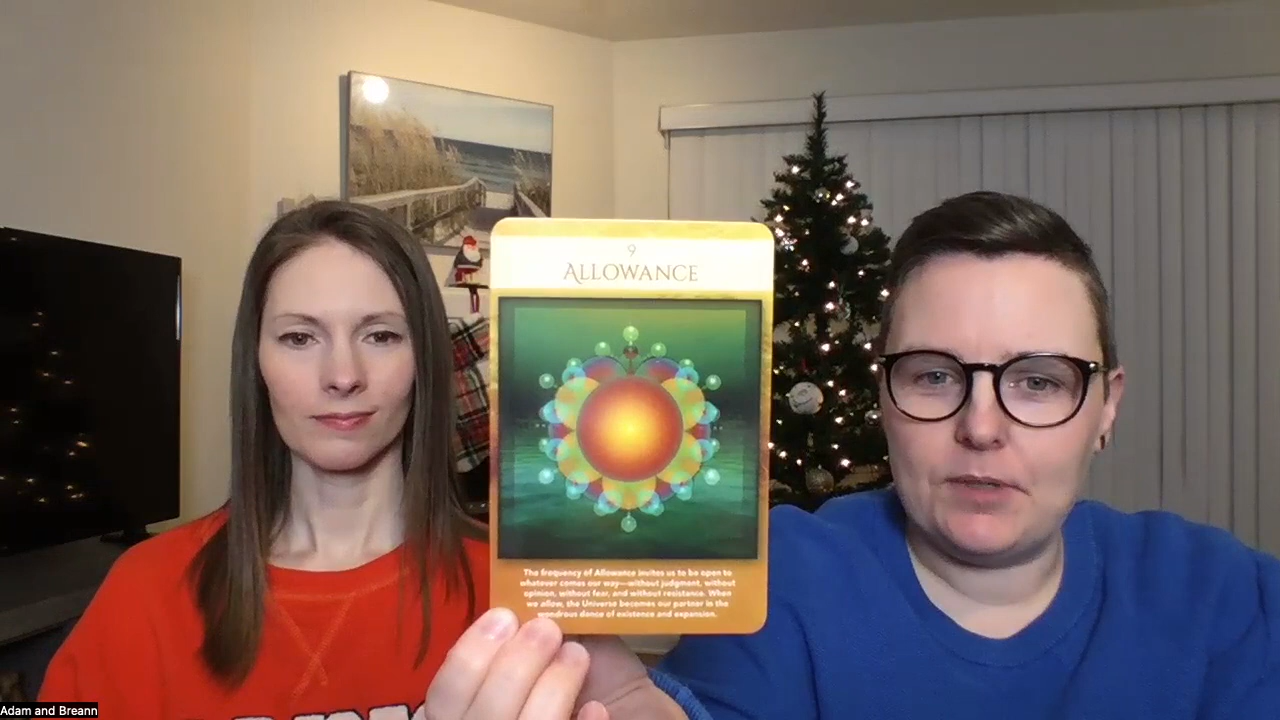 9
ALLOWANCE
The frequency of Allowance invites us to be open to
whatever comes our way—without judgment, without
opinion, without fear, and without resistance. When
we allow, the Universe becomes our partner in the
wondrous dance of existence and expansion.
Adam and Breann